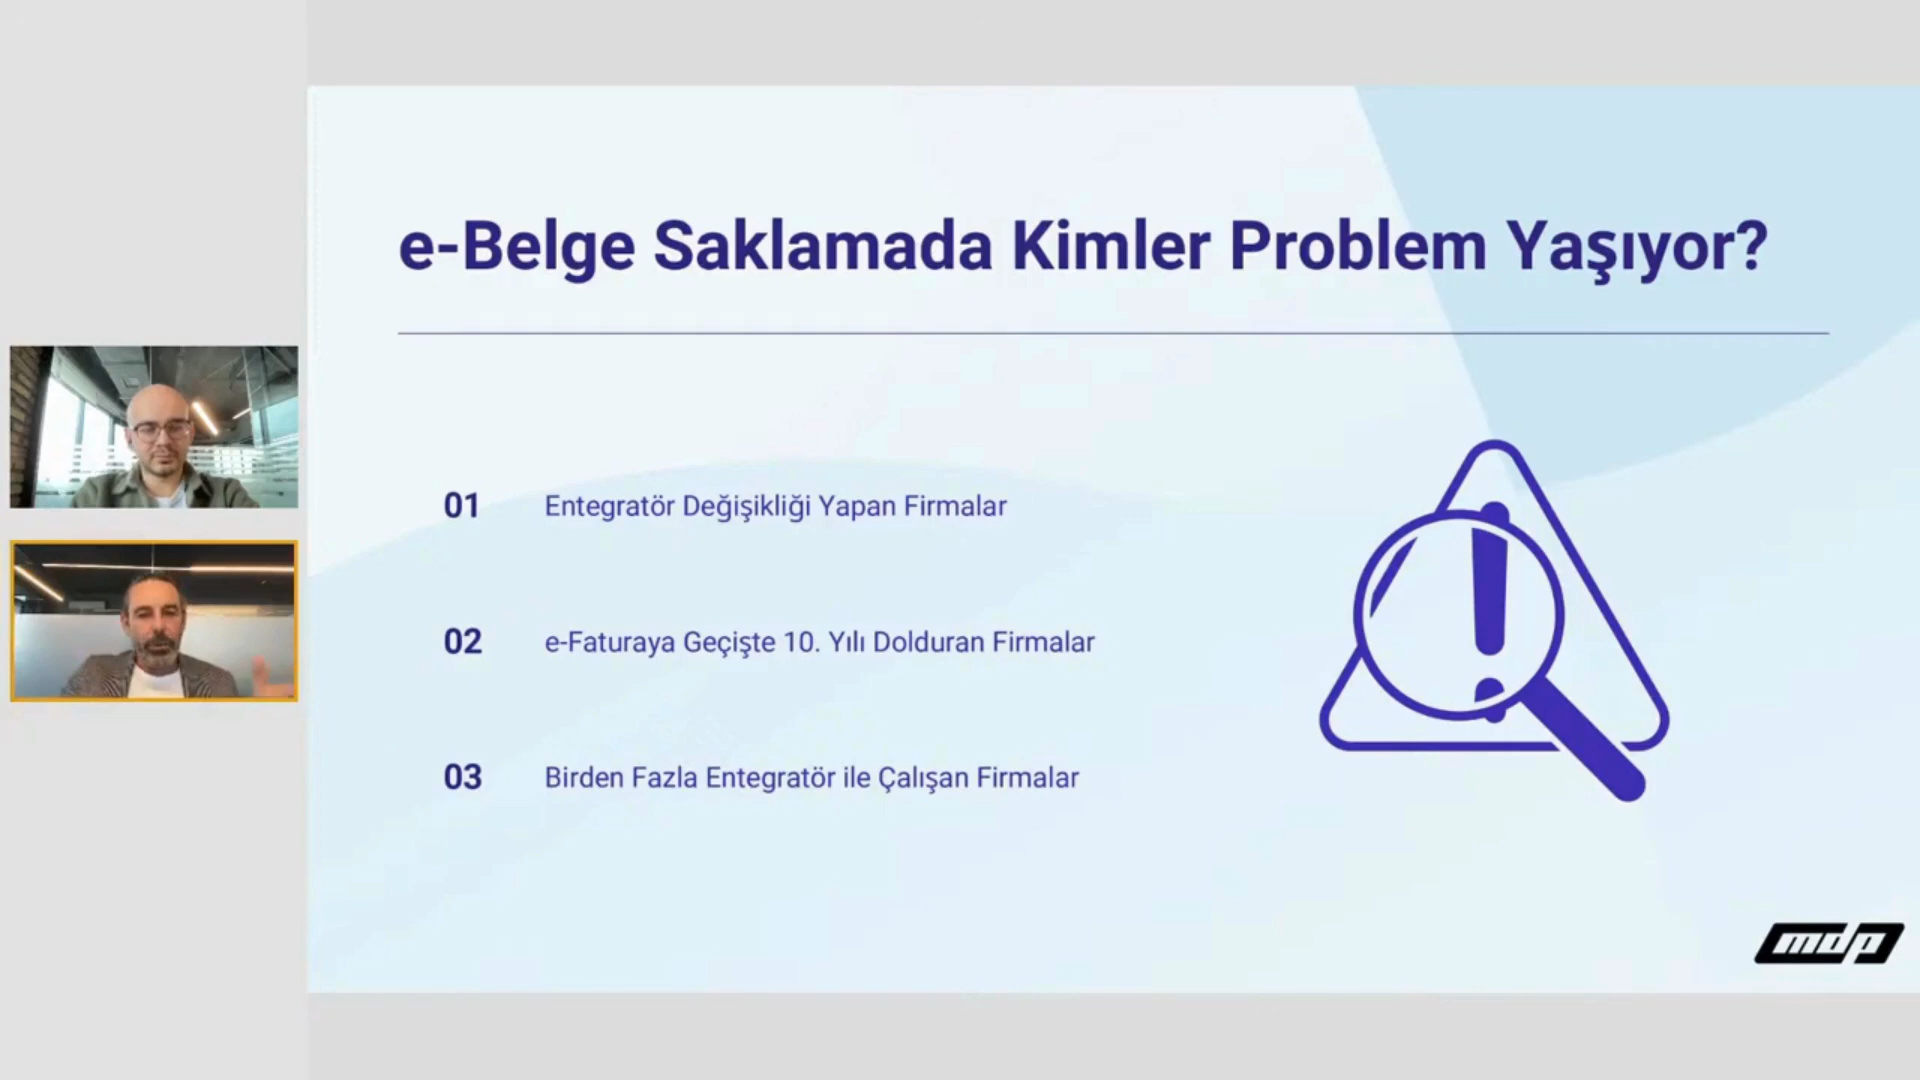 e-Belge Saklamada Kimler Problem Yaşıyor?
01 Entegratör Değişikliği Yapan Firmalar
02 e-Faturaya Geçişte 10. Yılı Dolduran Firmalar
03 Birden Fazla Entegratör ile Çalışan Firmalar
mdp